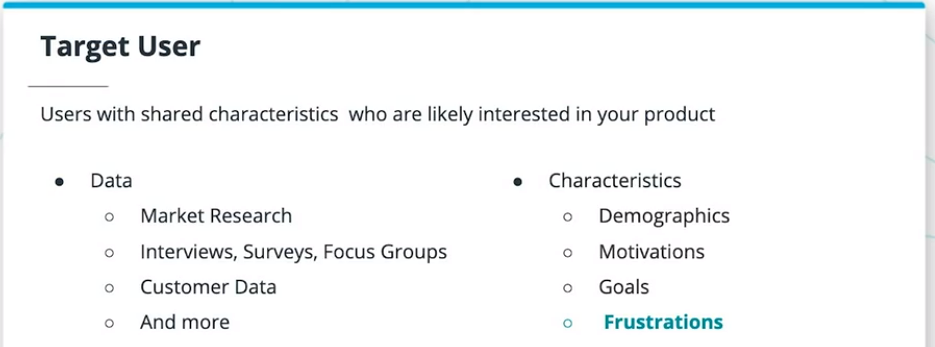 Target User
Users with shared characteristics who are likely interested in your product
● Data
○ Market Research
○ Interviews, Surveys, Focus Groups
○ Customer Data
○ And more
● Characteristics
○ Demographics
○ Motivations
○ Goals
○ Frustrations